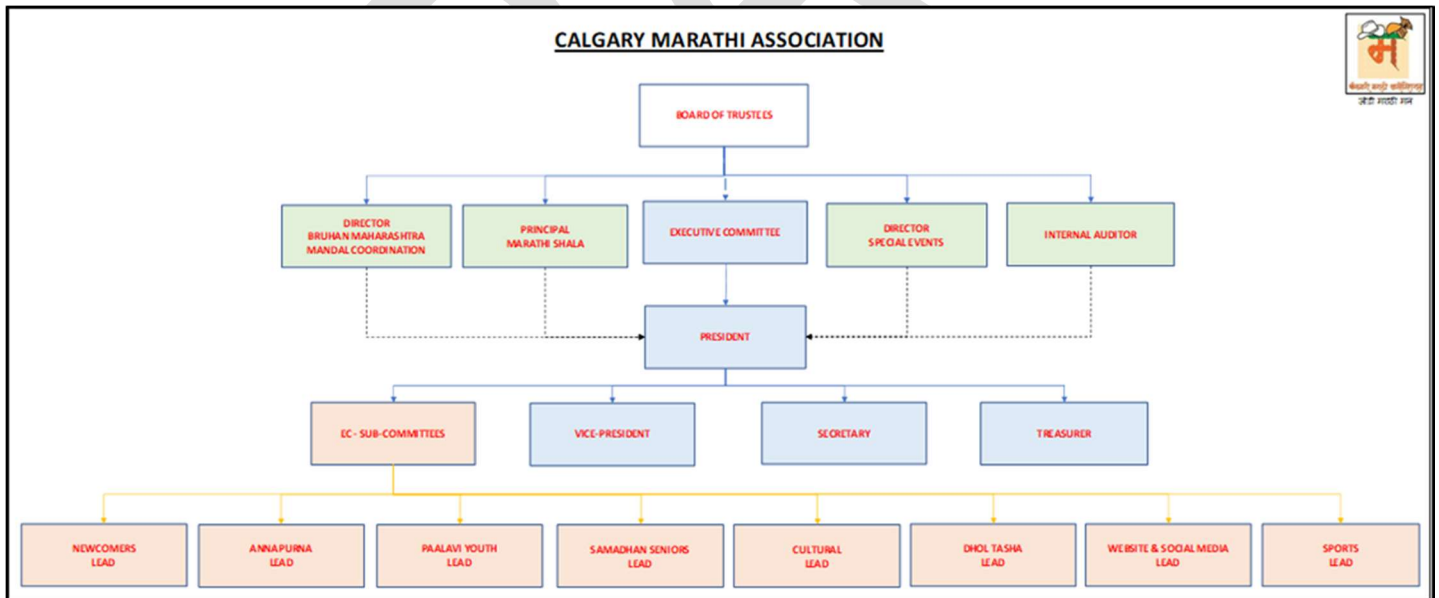 CALGARY MARATHI ASSOCIATION
म
जोडी मराठी मन
BOARD OF TRUSTEES
DIRECTOR
BRUHAN MAHARASHTRA
MANDAL COORDINATION
PRINCIPAL
MARATHI SHALA
EXECUTIVE COMMITTEE
DIRECTOR
SPECIAL EVENTS
INTERNAL AUDITOR
PRESIDENT
EC - SUB-COMMITTEES
VICE-PRESIDENT
SECRETARY
TREASURER
NEWCOMERS
LEAD
ANNAPURNA
LEAD
PAALAVI YOUTH
LEAD
SAMADHAN SENIORS
LEAD
CULTURAL
LEAD
DHOL TASHA
LEAD
WEBSITE & SOCIAL MEDIA
LEAD
SPORTS
LEAD